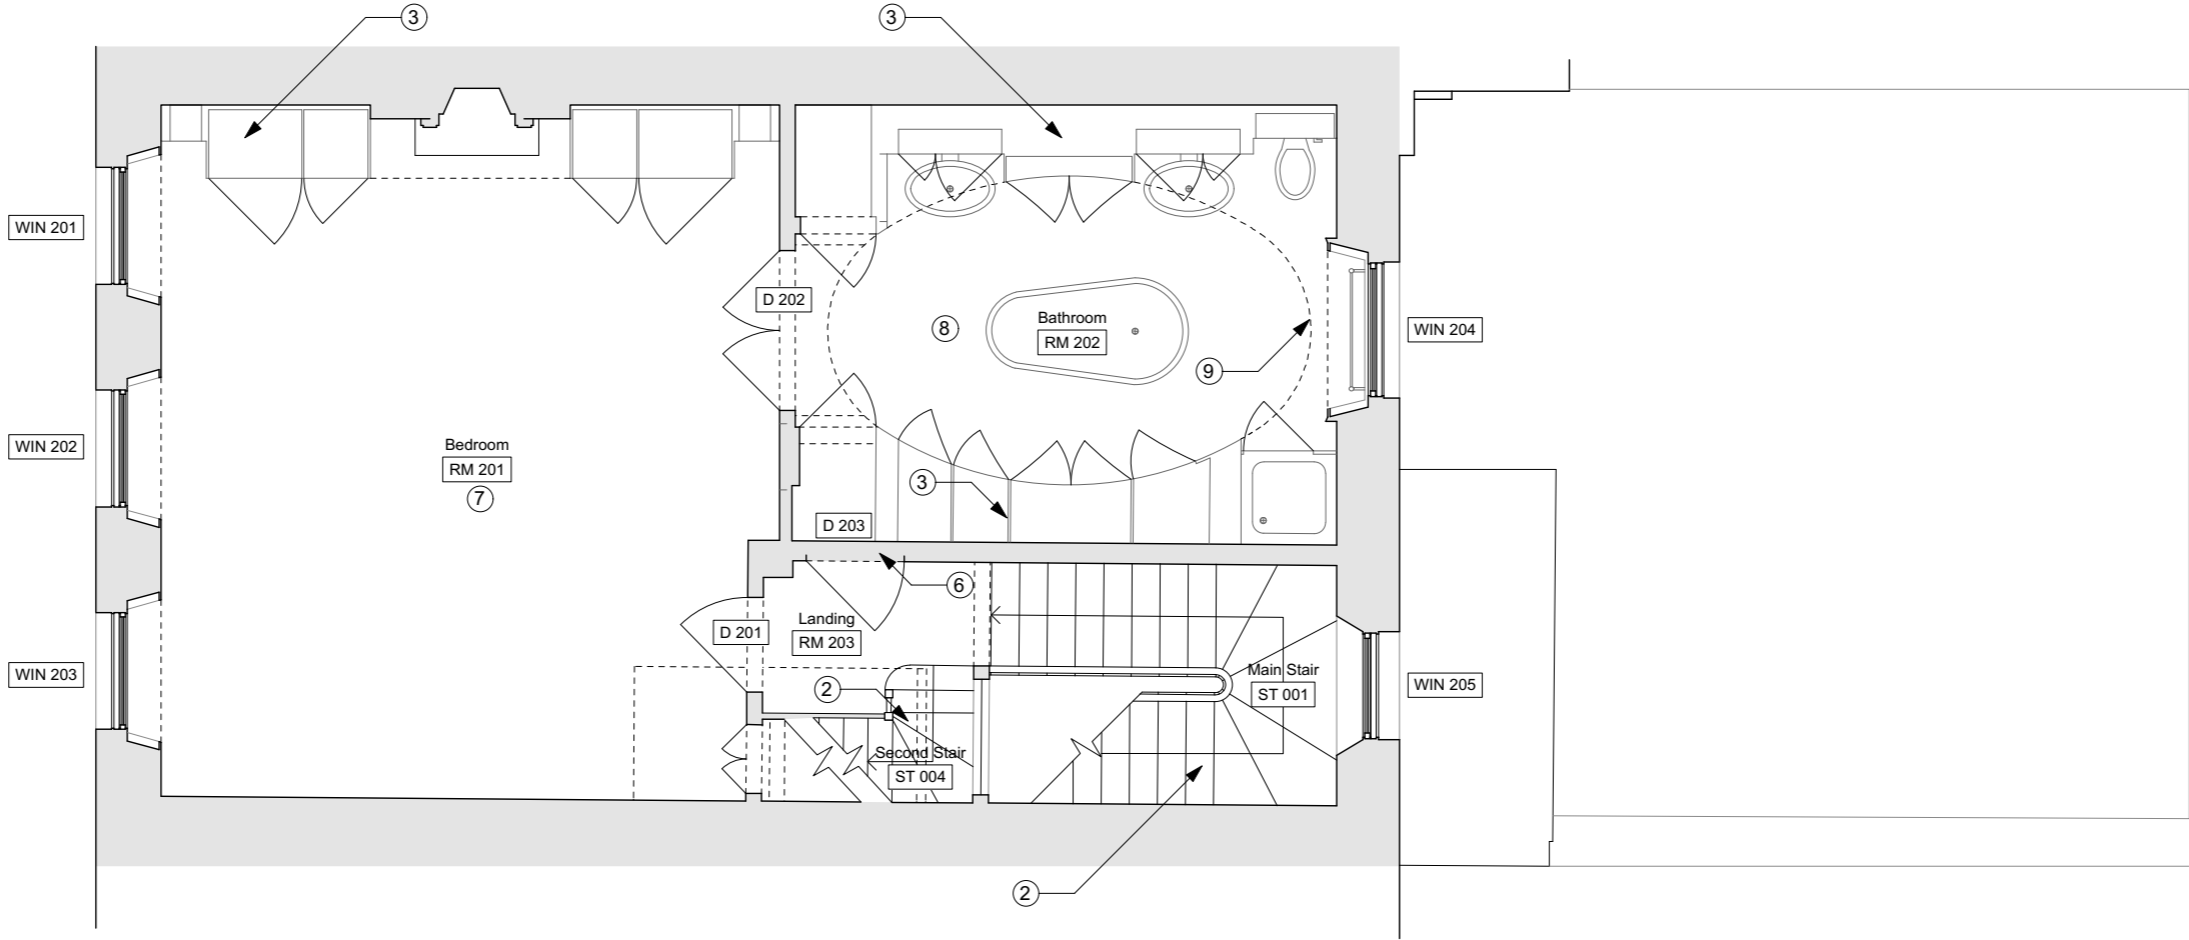 3
3
WIN 201
D 202
Bathroom
RM 202
8
9
WIN 204
WIN 202
Bedroom
RM 201
7
3
D 203
6
WIN 203
D 201
Landing
RM 203
2
Main Stair
ST 001
WIN 205
Second Stair
ST 004
2